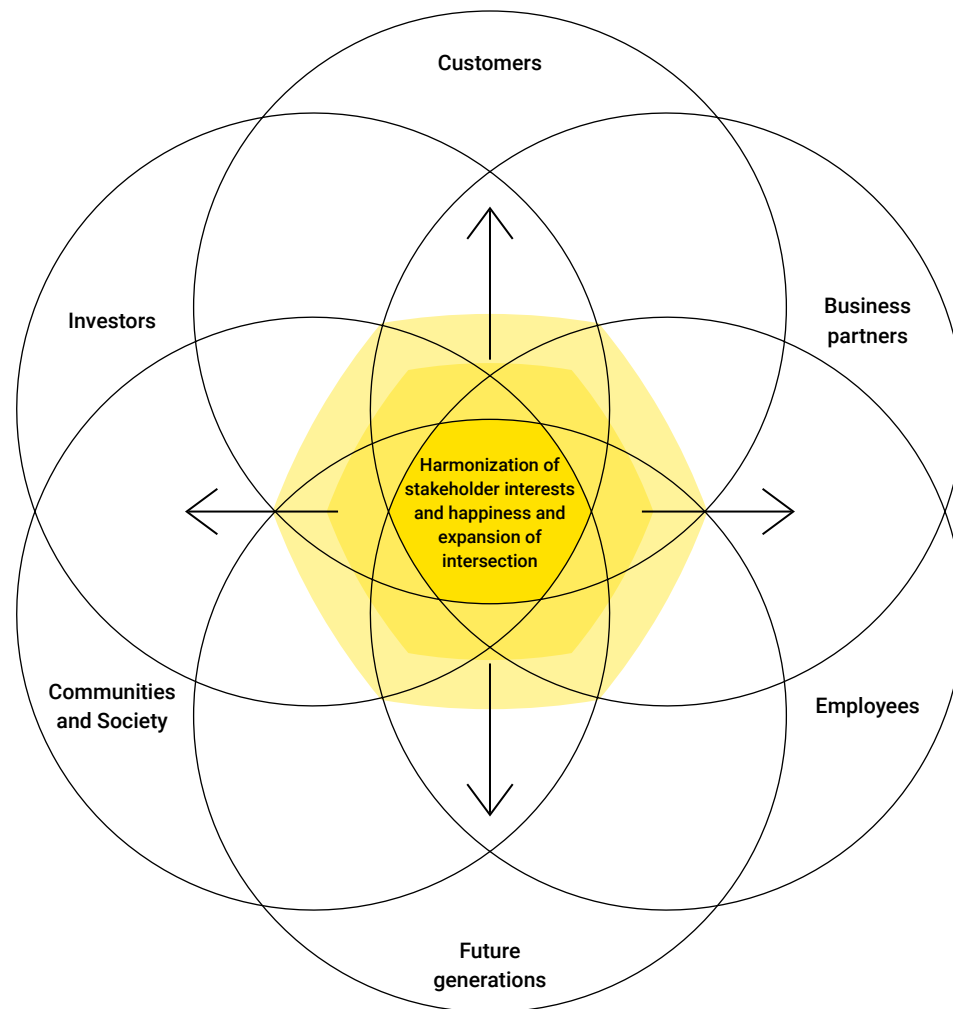 Customers
Investors
Business
partners
Harmonization of
stakeholder interests
and happiness and
expansion of
intersection
Communities
and Society
Employees
Future
generations